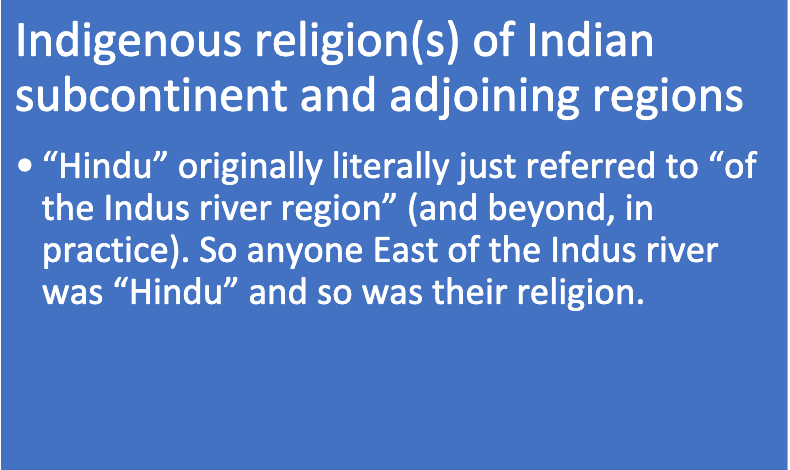 Indigenous religion(s) of Indian
subcontinent and adjoining regions
• “Hindu” originally literally just referred to “of
the Indus river region” (and beyond, in
practice). So anyone East of the Indus river
was “Hindu” and so was their religion.